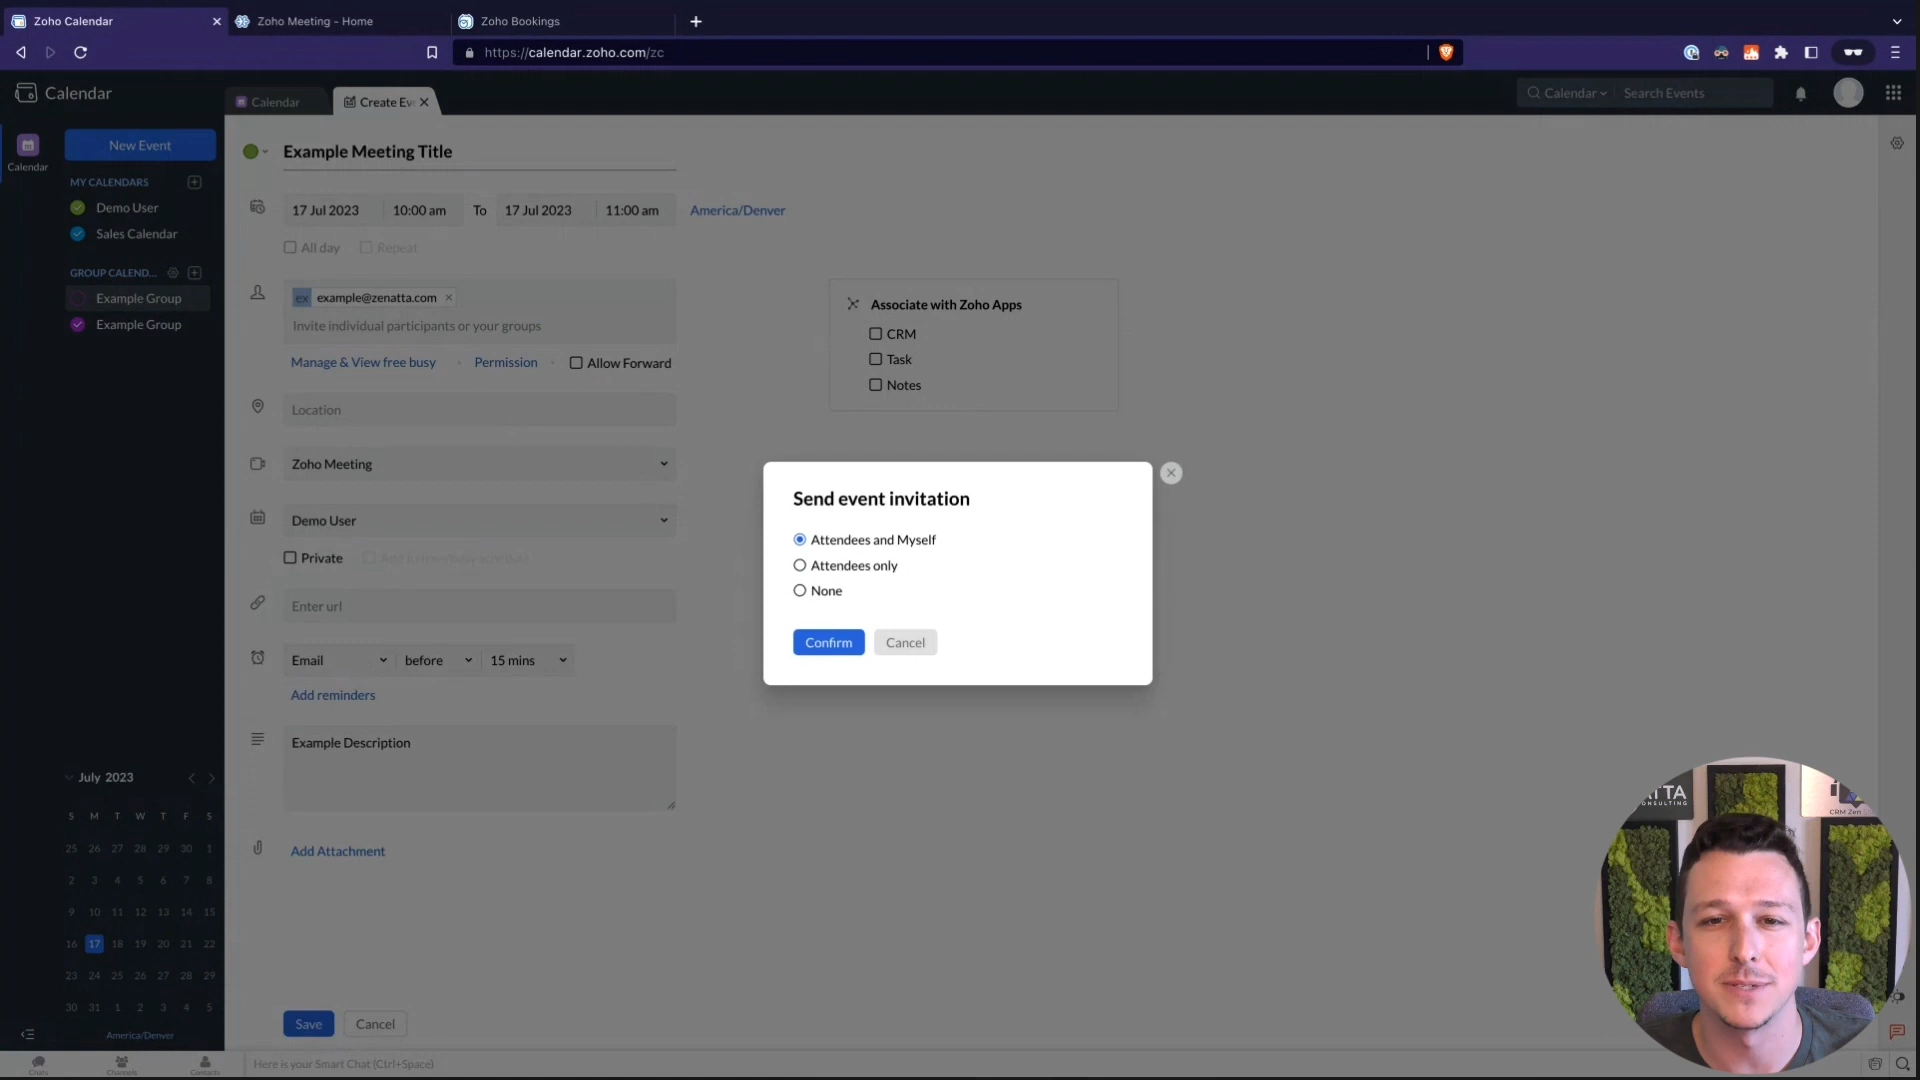 Zoho Calendar
Zoho Meeting - Home
Zoho Bookings
https://calendar.zoho.com/zc
Calendar
Calendar
Create Eve
Calendar
Search Events
Calendar
New Event
MY CALENDARS
Demo User
Sales Calendar
GROUP CALEND...
Example Group
Example Group
Example Meeting Title
17 Jul 2023 10:00 am To 17 Jul 2023 11:00 am America/Denver
All day Repeat
ex example@zenatta.com
Invite individual participants or your groups
Manage & View free busy · Permission · Allow Forward
Associate with Zoho Apps
CRM
Task
Notes
Location
Zoho Meeting
Demo User
Private
Enter url
Email before 15 mins
Add reminders
Example Description
Add Attachment
Save Cancel
Send event invitation
Attendees and Myself
Attendees only
None
Confirm Cancel
July 2023
S M T W T F S
25 26 27 28 29 30 1
2 3 4 5 6 7 8
9 10 11 12 13 14 15
16 17 18 19 20 21 22
23 24 25 26 27 28 29
30 31 1 2 3 4 5
America/Denver
Chats Channels Contacts
Here is your Smart Chat (Ctrl+Space)
CRM Zen